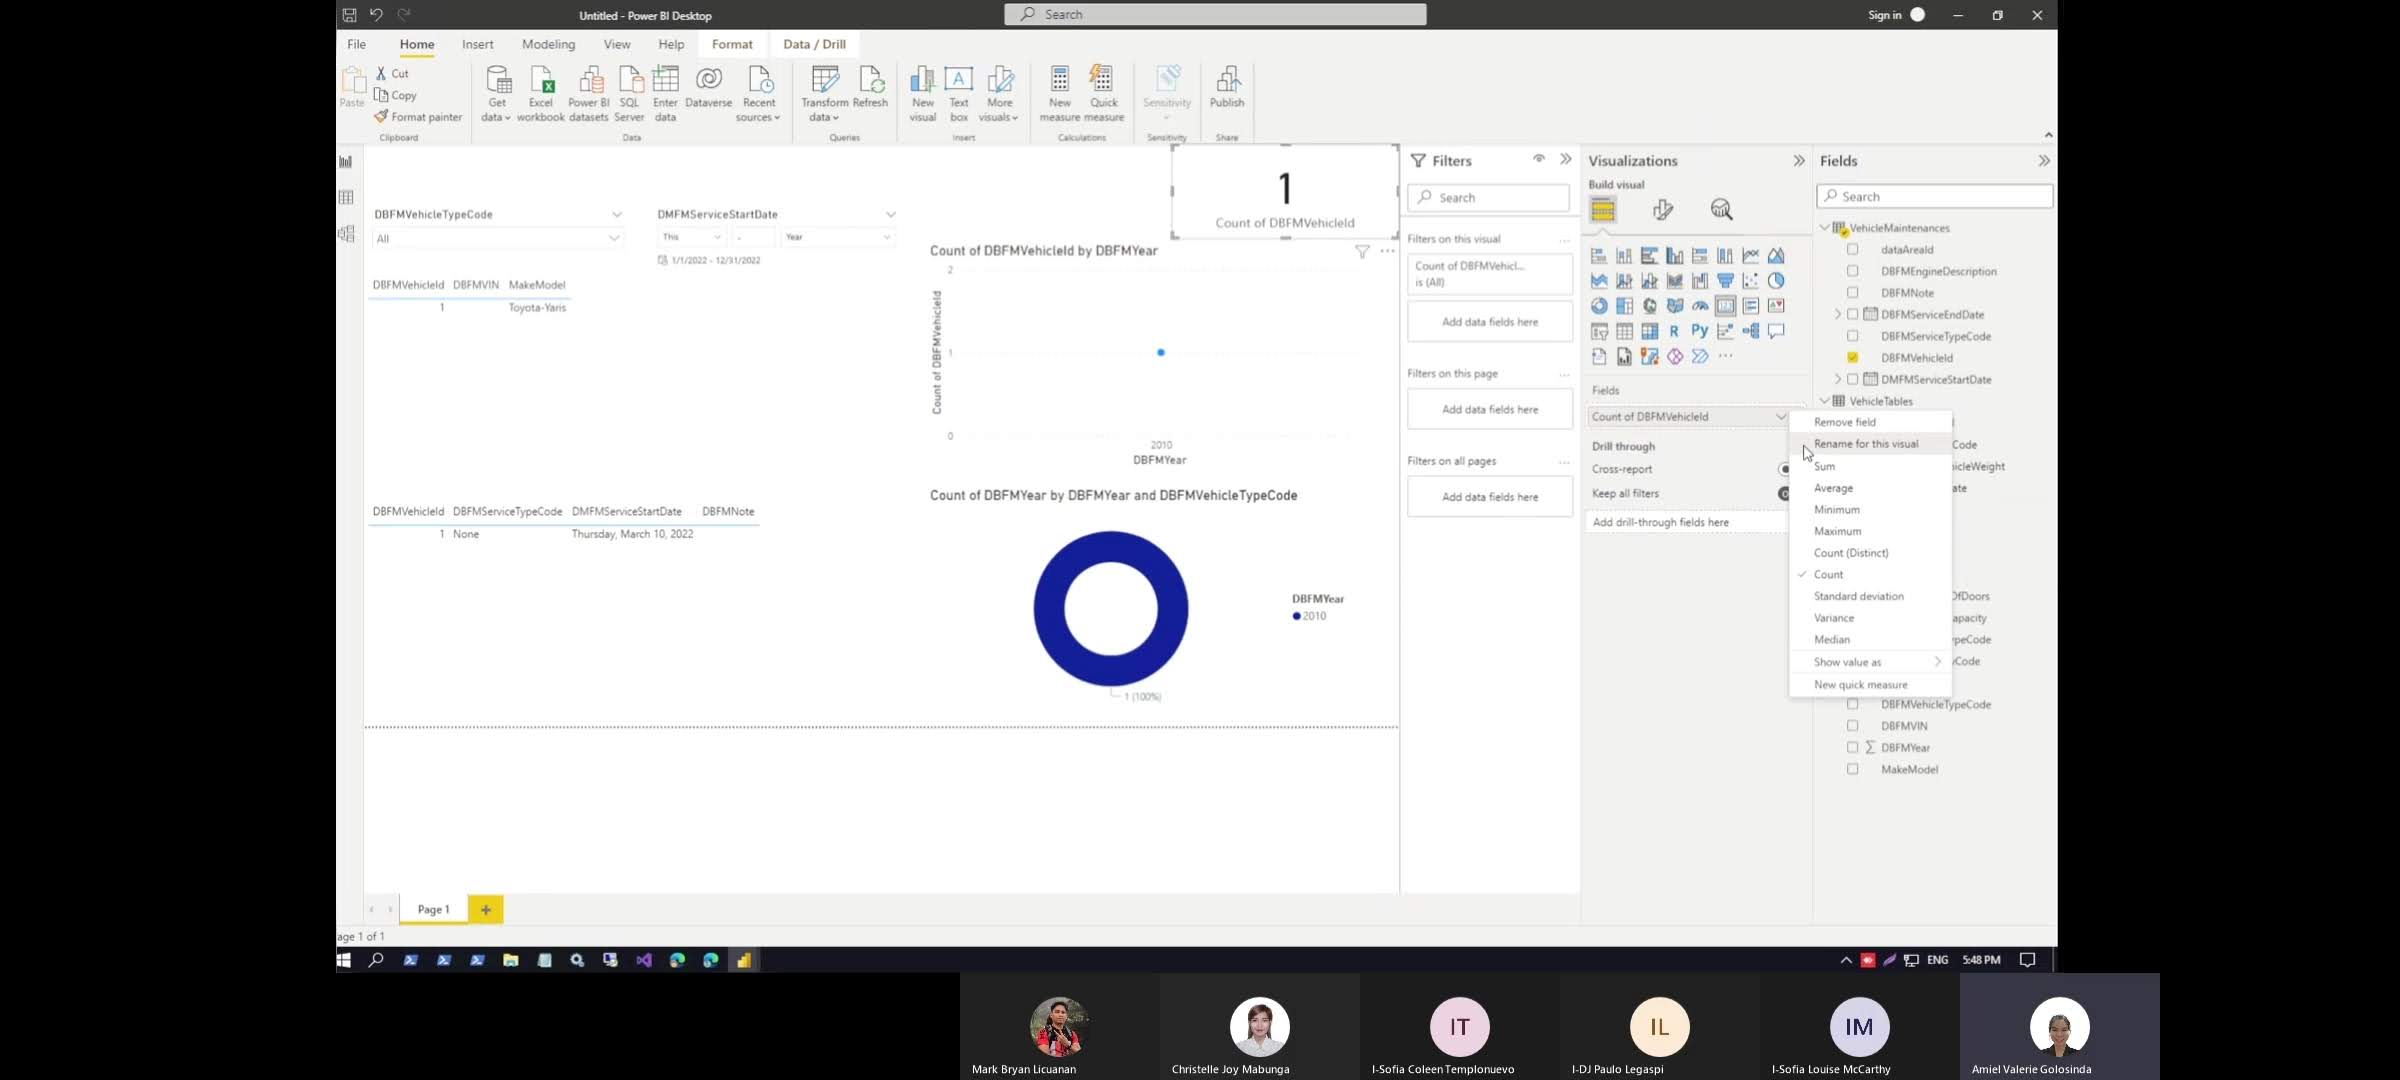 Untitled - Power BI Desktop
Search
Sign in
File
Home
Insert
Modeling
View
Help
Format
Data / Drill
Paste
Cut
Copy
Format painter
Clipboard
Get data
Excel workbook
Power BI datasets
SQL Server
Enter data
Dataverse
Recent sources
Data
Transform data
Refresh
Queries
New visual
Text box
More visuals
Insert
New measure
Quick measure
Calculations
Sensitivity
Sensitivity
Publish
Share
DBFMVehicleTypeCode
All
DMFMServiceStartDate
This
-
Year
1/1/2022 - 12/31/2022
DBFMVehicleId DBFMVIN MakeModel
1 Toyota-Yaris
DBFMVehicleId DBFMServiceTypeCode DMFMServiceStartDate DBFMNote
1 None Thursday, March 10, 2022
1
Count of DBFMVehicleId
Count of DBFMVehicleId by DBFMYear
Count of DBFMVehicleId
2
1
0
2010
DBFMYear
Count of DBFMYear by DBFMYear and DBFMVehicleTypeCode
1 (100%)
DBFMYear
2010
Filters
Search
Filters on this visual
Count of DBFMVehicl...
is (All)
Add data fields here
Filters on this page
Add data fields here
Filters on all pages
Add data fields here
Visualizations
Build visual
R
Py
Fields
Count of DBFMVehicleId
Drill through
Cross-report
Keep all filters
Add drill-through fields here
Remove field
Rename for this visual
Sum
Average
Minimum
Maximum
Count (Distinct)
Count
Standard deviation
Variance
Median
Show value as
New quick measure
Fields
Search
VehicleMaintenances
dataAreaId
DBFMEngineDescription
DBFMNote
DBFMServiceEndDate
DBFMServiceTypeCode
DBFMVehicleId
DMFMServiceStartDate
VehicleTables
Code
icleWeight
ate
OfDoors
apacity
peCode
Code
DBFMVehicleTypeCode
DBFMVIN
DBFMYear
MakeModel
Page 1
age 1 of 1
ENG
5:48 PM
Mark Bryan Licuanan
Christelle Joy Mabunga
IT
I-Sofia Coleen Templonuevo
IL
I-DJ Paulo Legaspi
IM
I-Sofia Louise McCarthy
Amiel Valerie Golosinda